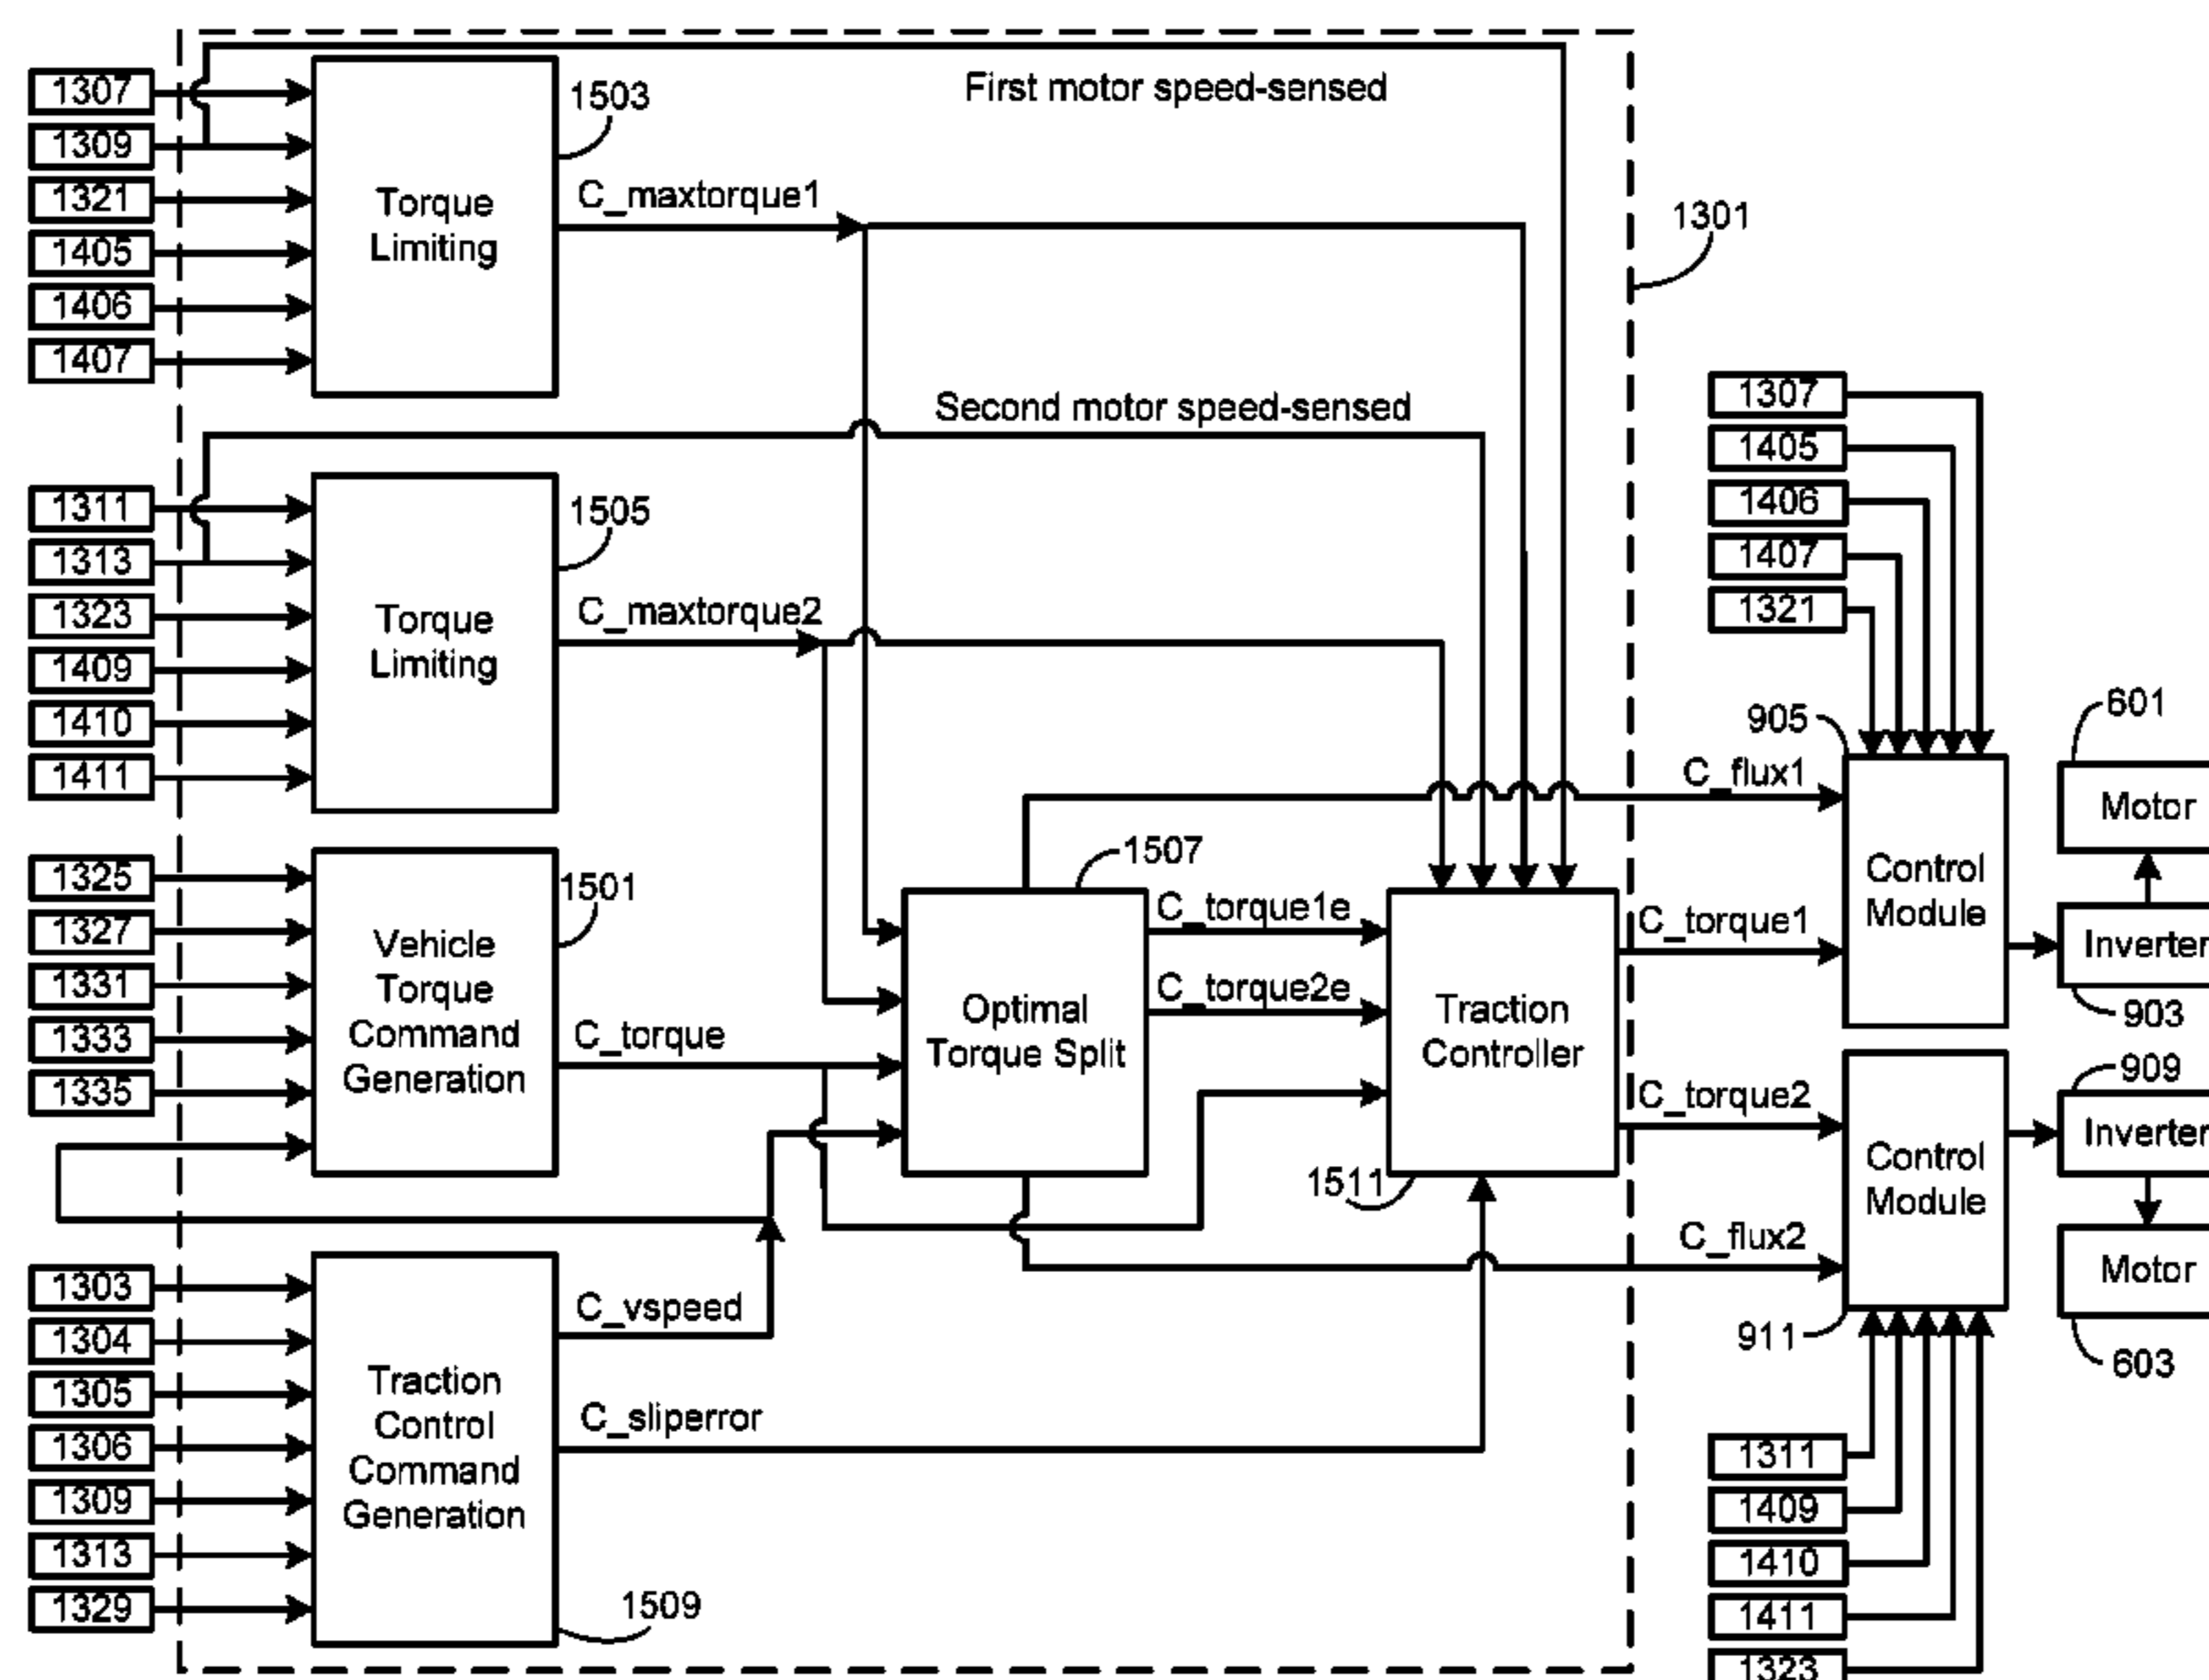 1307
1309
1321
1405
1406
1407
Torque
Limiting
1503
First motor speed-sensed
C_maxtorque1
1301
Second motor speed-sensed
1311
1313
1323
1409
1410
1411
Torque
Limiting
1505
C_maxtorque2
1325
1327
1331
1333
1335
Vehicle
Torque
Command
Generation
1501
C_torque
1303
1304
1305
1306
1309
1313
1329
Traction
Control
Command
Generation
1509
C_vspeed
C_sliperror
1507
Optimal
Torque Split
C_torque1e
C_torque2e
Traction
Controller
1511
C_flux1
C_torque1
C_torque2
C_flux2
1307
1405
1406
1407
1321
905
Control
Module
601
Motor
Inverter
903
909
Inverter
Control
Module
911
Motor
603
1311
1409
1410
1411
1323